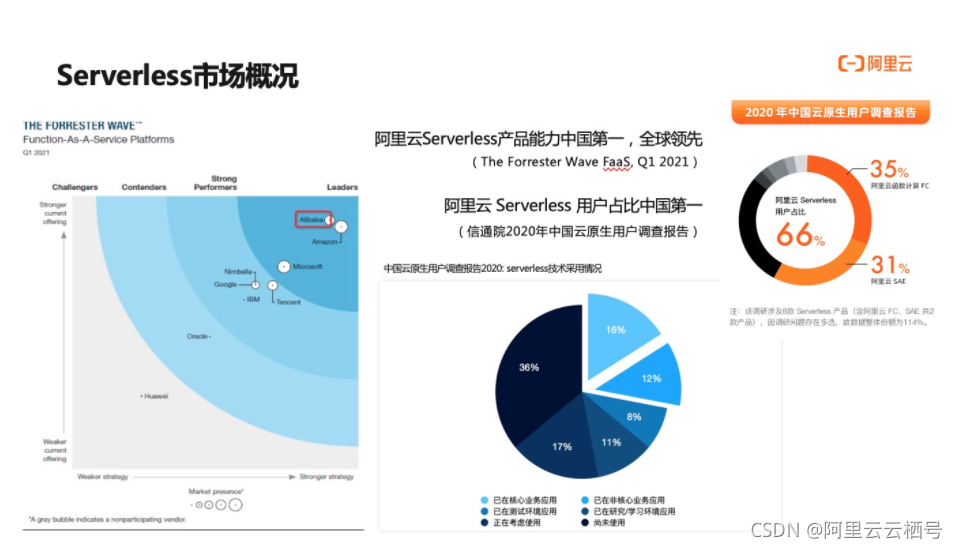 Serverless市场概况
阿里云
THE FORRESTER WAVE™
Function-As-A-Service Platforms
Q1 2021
Challengers
Contenders
Strong
Performers
Leaders
Stronger
current
offering
Alibaba
Amazon
Microsoft
Nimbella
Google
IBM
Tencent
Oracle
Huawei
Weaker
current
offering
Weaker strategy
Stronger strategy
Market presence*
*A gray bubble indicates a nonparticipating vendor.
阿里云Serverless产品能力中国第一，全球领先
（The Forrester Wave FaaS, Q1 2021）
阿里云 Serverless 用户占比中国第一
（信通院2020年中国云原生用户调查报告）
中国云原生用户调查报告2020: serverless技术采用情况
16%
12%
8%
11%
17%
36%
已在核心业务应用
已在非核心业务应用
已在测试环境应用
已在研究/学习环境应用
正在考虑使用
尚未使用
2020 年中国云原生用户调查报告
阿里云 Serverless
用户占比
66%
35%
阿里云函数计算 FC
31%
阿里云 SAE
注：该调研涉及8款 Serverless 产品（含阿里云 FC、SAE 共2
款产品），因调研问题存在多选，故数据整体份额为114%。
CSDN @阿里云云栖号